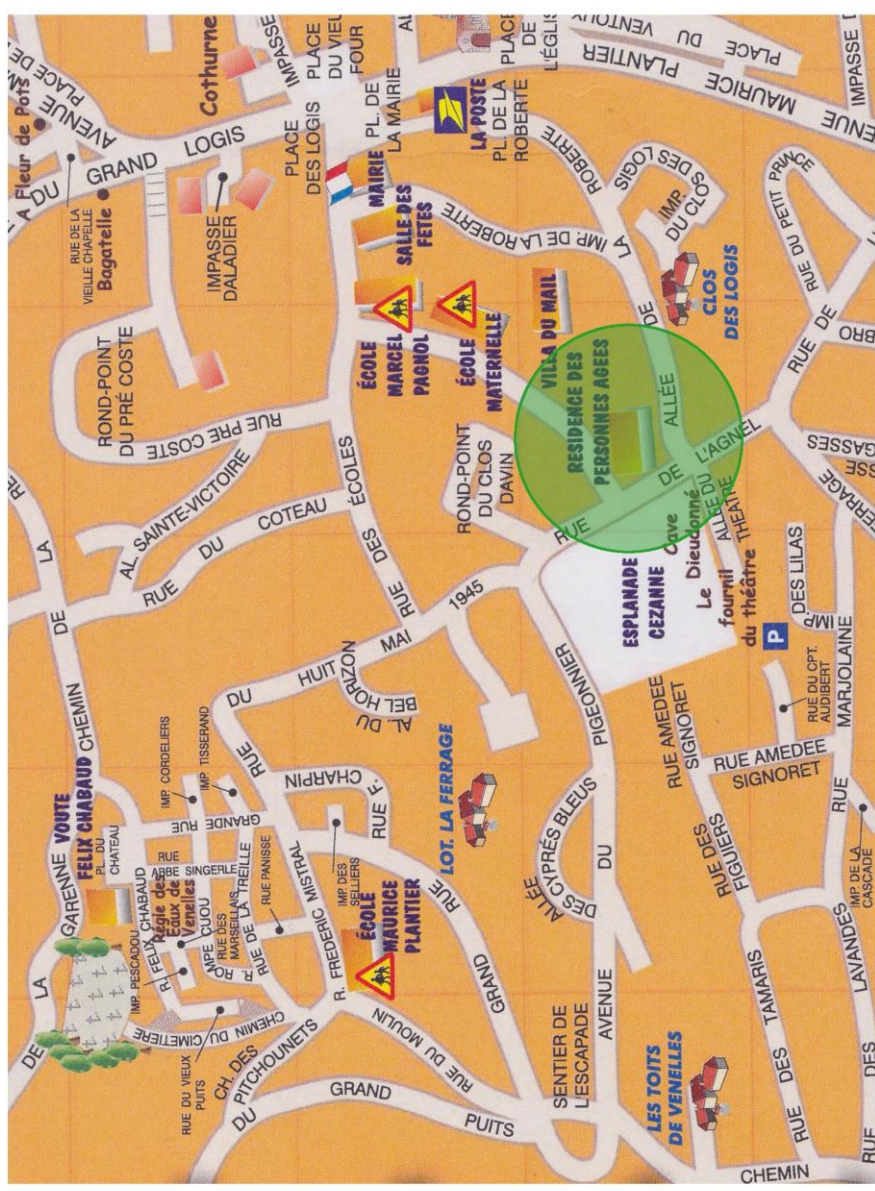 A Fleur de Pots
PLACE DE
AVENUE
DU GRAND LOGIS
RUE DE LA
VIEILLE CHAPELLE
Bagatelle
Cothurne
IMPASSE
PLACE
DU VIEUX
FOUR
PLACE
DES LOGIS
PL. DE
LA MAIRIE
MAIRIE
LA POSTE
PL. DE LA
ROBERTE
PLACE
DE
L'ÉGLISE
PLACE DU VENTOUX
MAURICE PLANTIER
IMPASSE
DALADIER
SALLE DES
FETES
IMP. DE LA ROBERTE
ALLÉE DE LA ROBERTE
CLOS DES LOGIS
IMP.
DU CLOS
RUE DU PETIT PRINCE
CLOS
DES LOGIS
ROND-POINT
DU PRÉ COSTE
RUE PRE COSTE
ÉCOLE
MARCEL
PAGNOL
ÉCOLE
MATERNELLE
VILLA DU MAIL
RESIDENCE DES
PERSONNES AGEES
RUE DE
BRO
AL SAINTE-VICTOIRE
RUE DU COTEAU
RUE DES ÉCOLES
ROND-POINT
DU CLOS
DAVIN
RUE DE L'AGNEL
ALLÉE DU
THEATRE
Cave
Dieudonné
Le
fournil
du théâtre
ESPLANADE
CEZANNE
P
IMP DES LILAS
RUE DU CPT.
AUDIBERT
RUE MARJOLAINE
CHEMIN DE LA
RUE DU HUIT MAI 1945
AL DU
BEL HORIZON
AVENUE DU PIGEONNIER
RUE AMEDEE
SIGNORET
RUE AMEDEE
SIGNORET
VOUTE
FELIX CHABAUD
PL. DU
CHATEAU
IMP. CORDELIERS
IMP. TISSERAND
GRANDE RUE
RUE F. CHARPIN
LOT. LA FERRAGE
ALLÉE DES CYPRÉS BLEUS
RUE DES
FIGUIERS
IMP. DE LA
CASCADE
DE LA GARENNE
R. FELIX CHABAUD
RUE
ABBE SINGERLE
Régie des
Eaux de
Venelles
IMP. PESCADOU
R. ROMPE CUOU
RUE DES
MARSEILLAIS
RUE DE LA TREILLE
RUE PANISSE
R. FREDERIC MISTRAL
IMP. DES
SELLIERS
ÉCOLE
MAURICE
PLANTIER
RUE GRAND
RUE DU VIEUX
PUITS
CHEMIN DU CIMETIERE
CH. DES
PITCHOUNETS
RUE DU MOULIN
DU GRAND PUITS
SENTIER DE
L'ESCAPADE
LES TOITS
DE VENELLES
RUE DES TAMARIS
RUE DES LAVANDES
CHEMIN